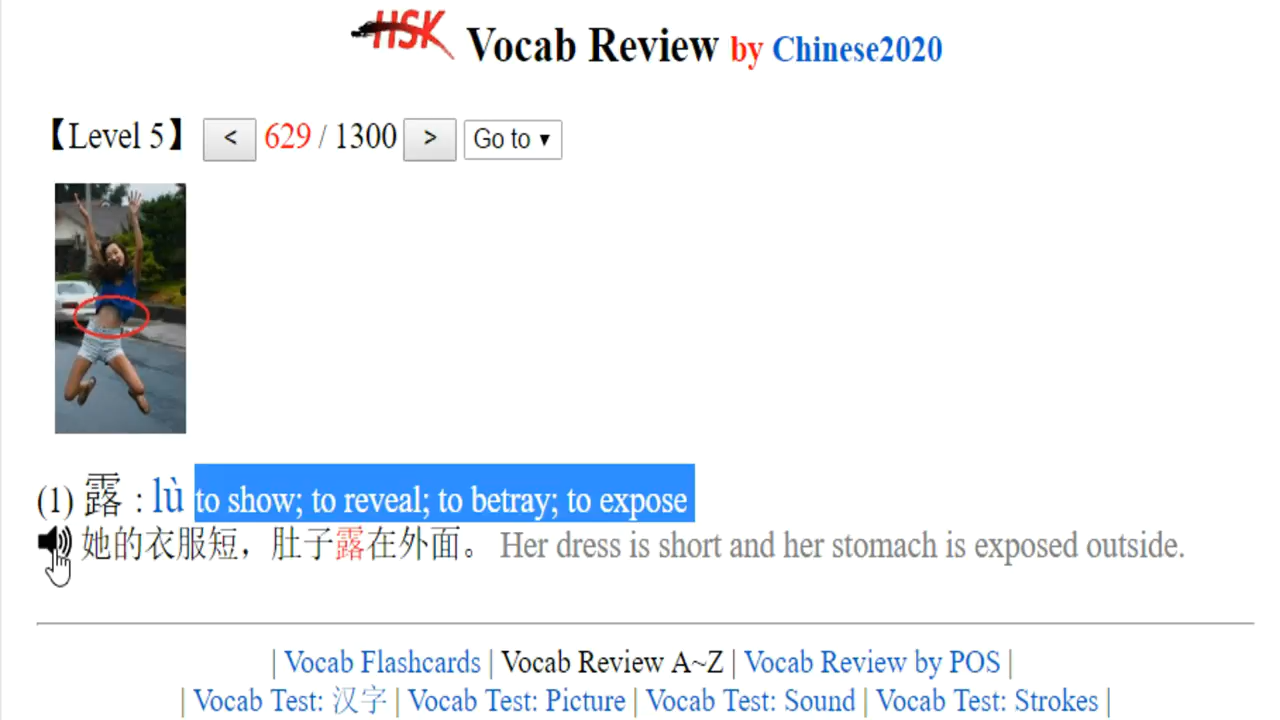 HSK Vocab Review by Chinese2020
【Level 5】 < 629 / 1300 > Go to ▾
(1) 露 : lù to show; to reveal; to betray; to expose
她的衣服短，肚子露在外面。 Her dress is short and her stomach is exposed outside.
| Vocab Flashcards | Vocab Review A~Z | Vocab Review by POS |
| Vocab Test: 汉字 | Vocab Test: Picture | Vocab Test: Sound | Vocab Test: Strokes |